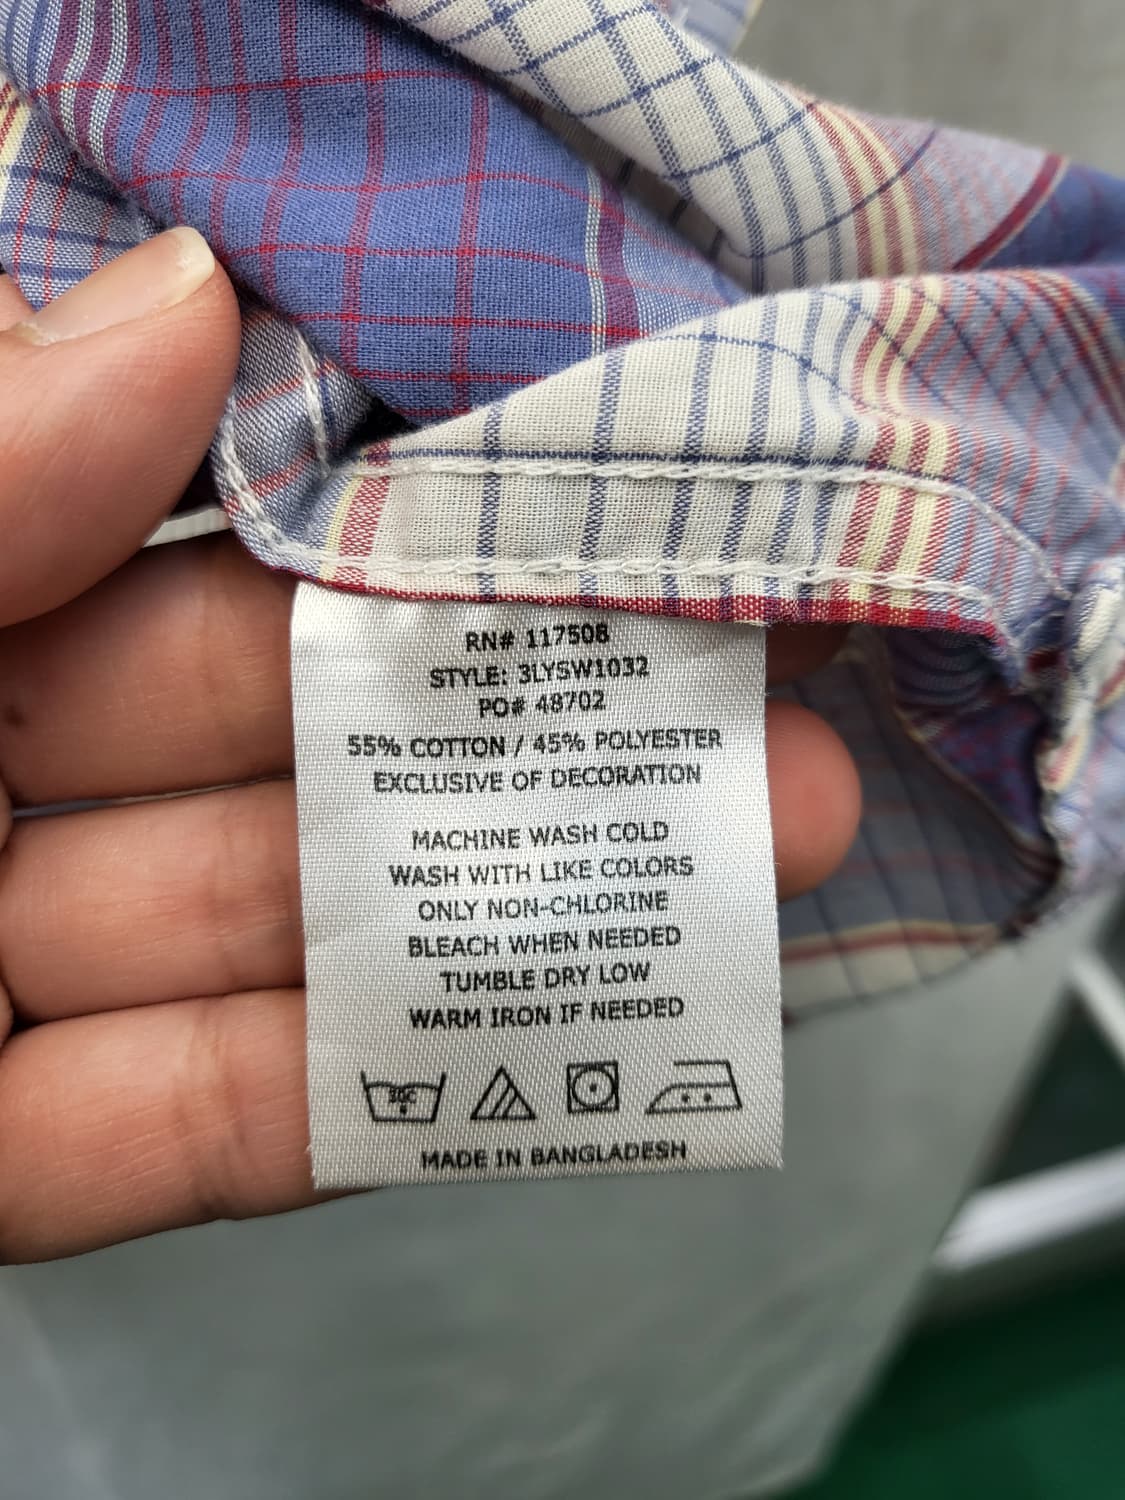 RN# 117508
STYLE: 3LYSW1032
PO# 48702
55% COTTON / 45% POLYESTER
EXCLUSIVE OF DECORATION
MACHINE WASH COLD
WASH WITH LIKE COLORS
ONLY NON-CHLORINE
BLEACH WHEN NEEDED
TUMBLE DRY LOW
WARM IRON IF NEEDED
30C
MADE IN BANGLADESH